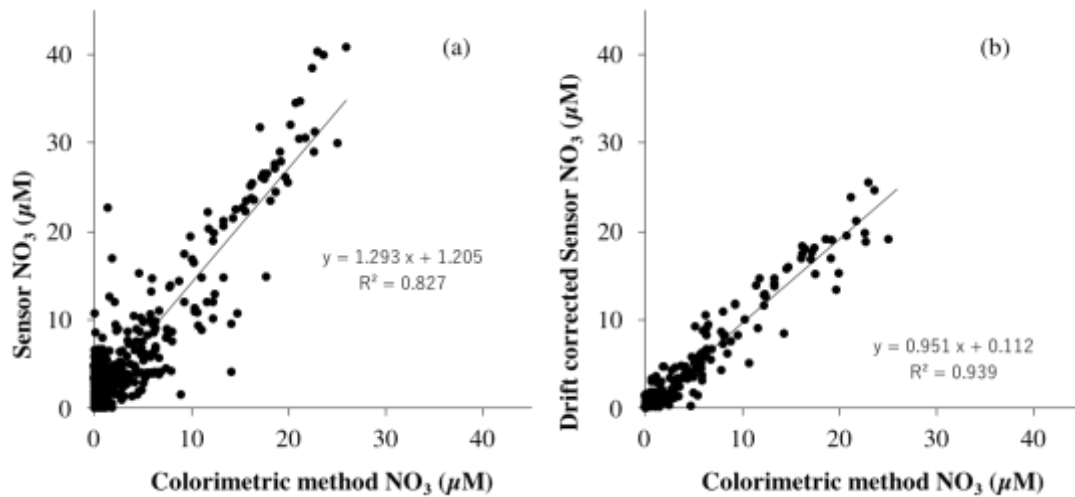 (a)
Sensor NO₃ (µM)
40
30
20
10
0
y = 1.293 x + 1.205
R² = 0.827
0 10 20 30 40
Colorimetric method NO₃ (µM)
(b)
Drift corrected Sensor NO₃ (µM)
40
30
20
10
0
y = 0.951 x + 0.112
R² = 0.939
0 10 20 30 40
Colorimetric method NO₃ (µM)